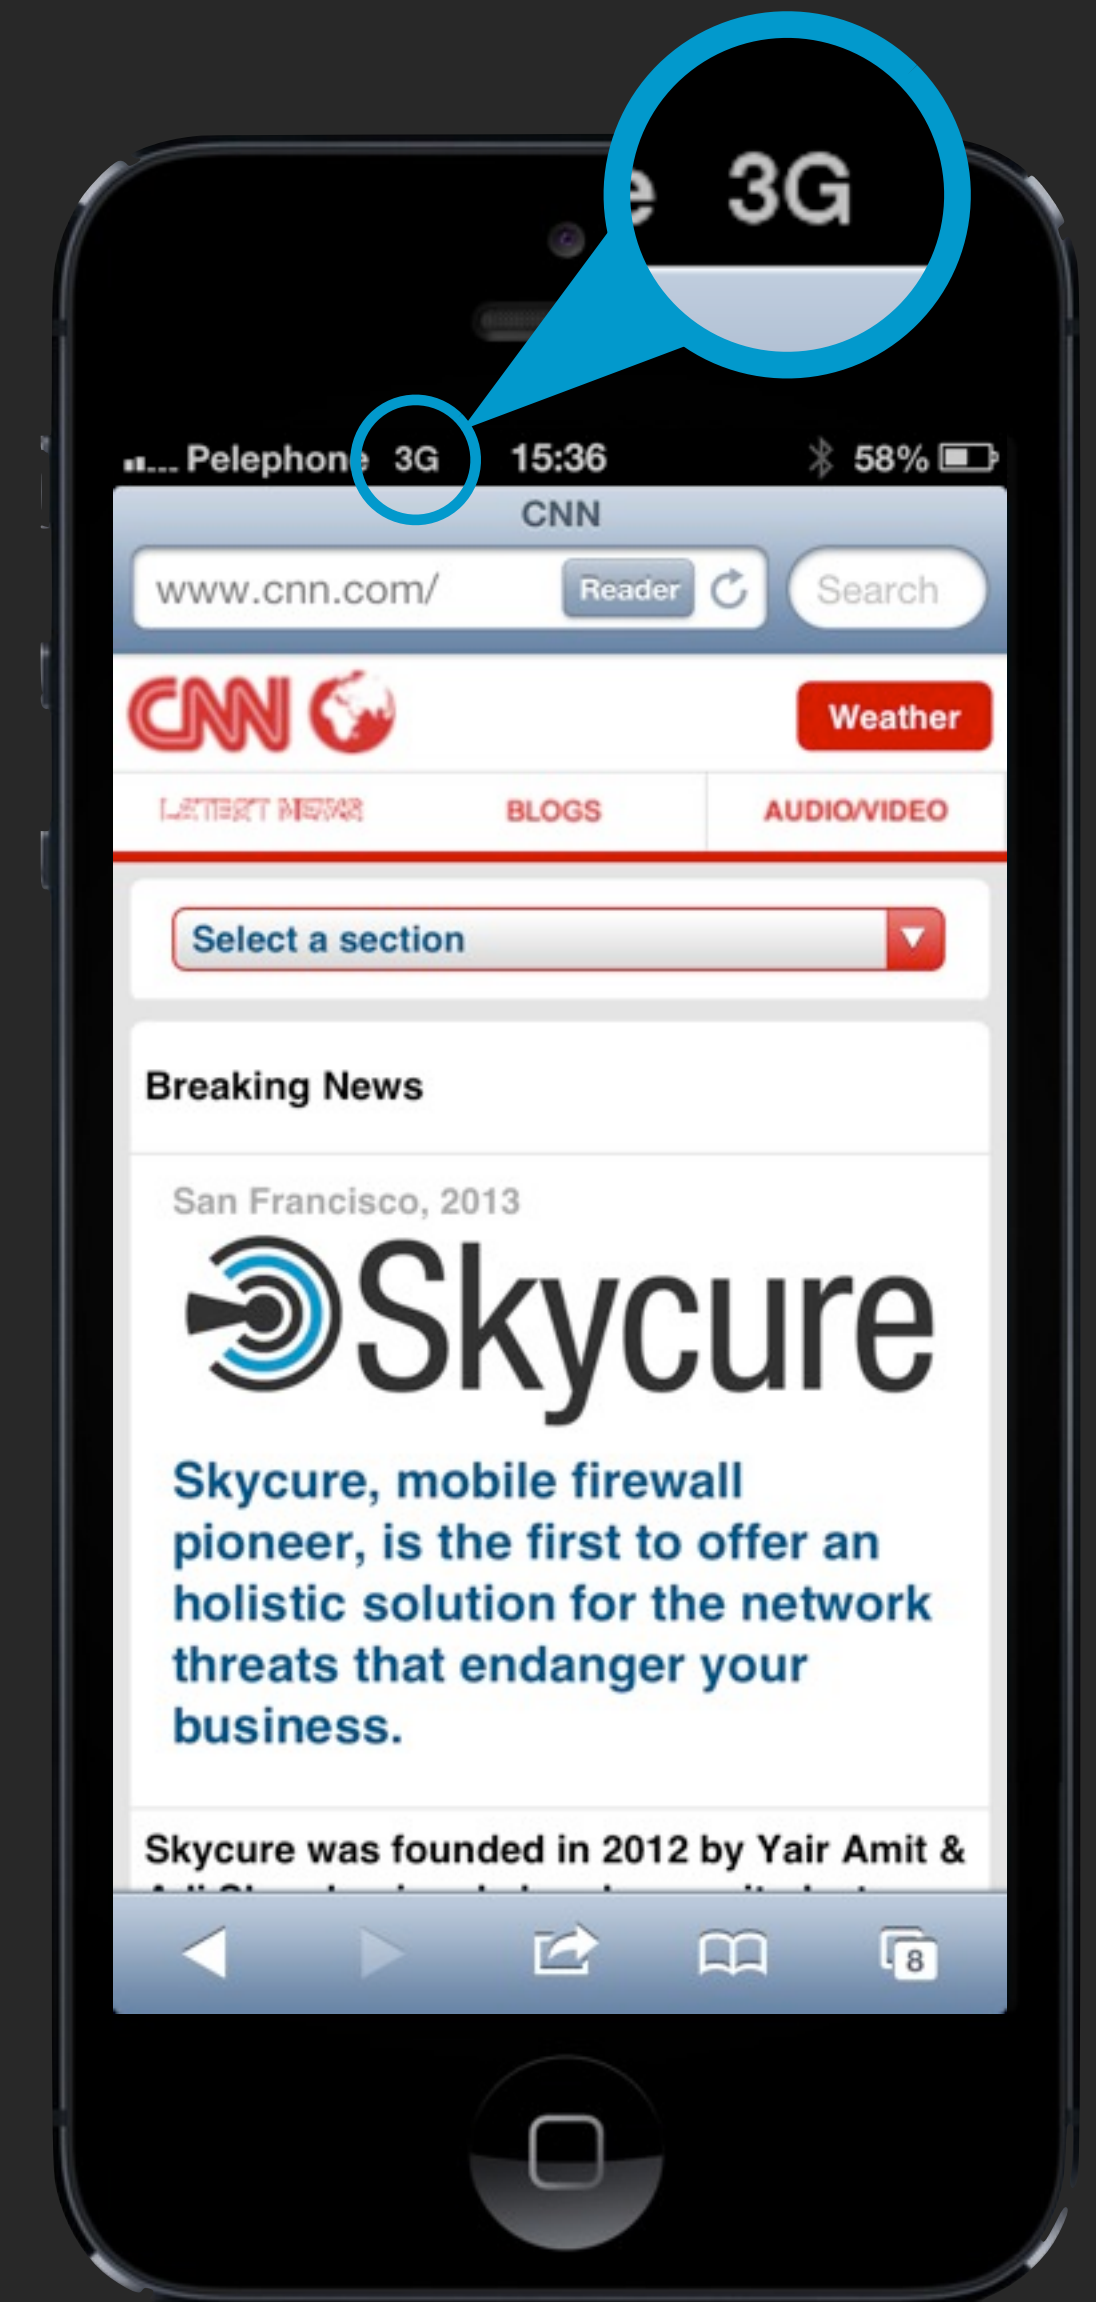 e 3G
Pelephone 3G 15:36 58%
CNN
www.cnn.com/ Reader Search
CNN Weather
LATEST NEWS BLOGS AUDIO/VIDEO
Select a section
Breaking News
San Francisco, 2013
Skycure
Skycure, mobile firewall
pioneer, is the first to offer an
holistic solution for the network
threats that endanger your
business.
Skycure was founded in 2012 by Yair Amit &
8